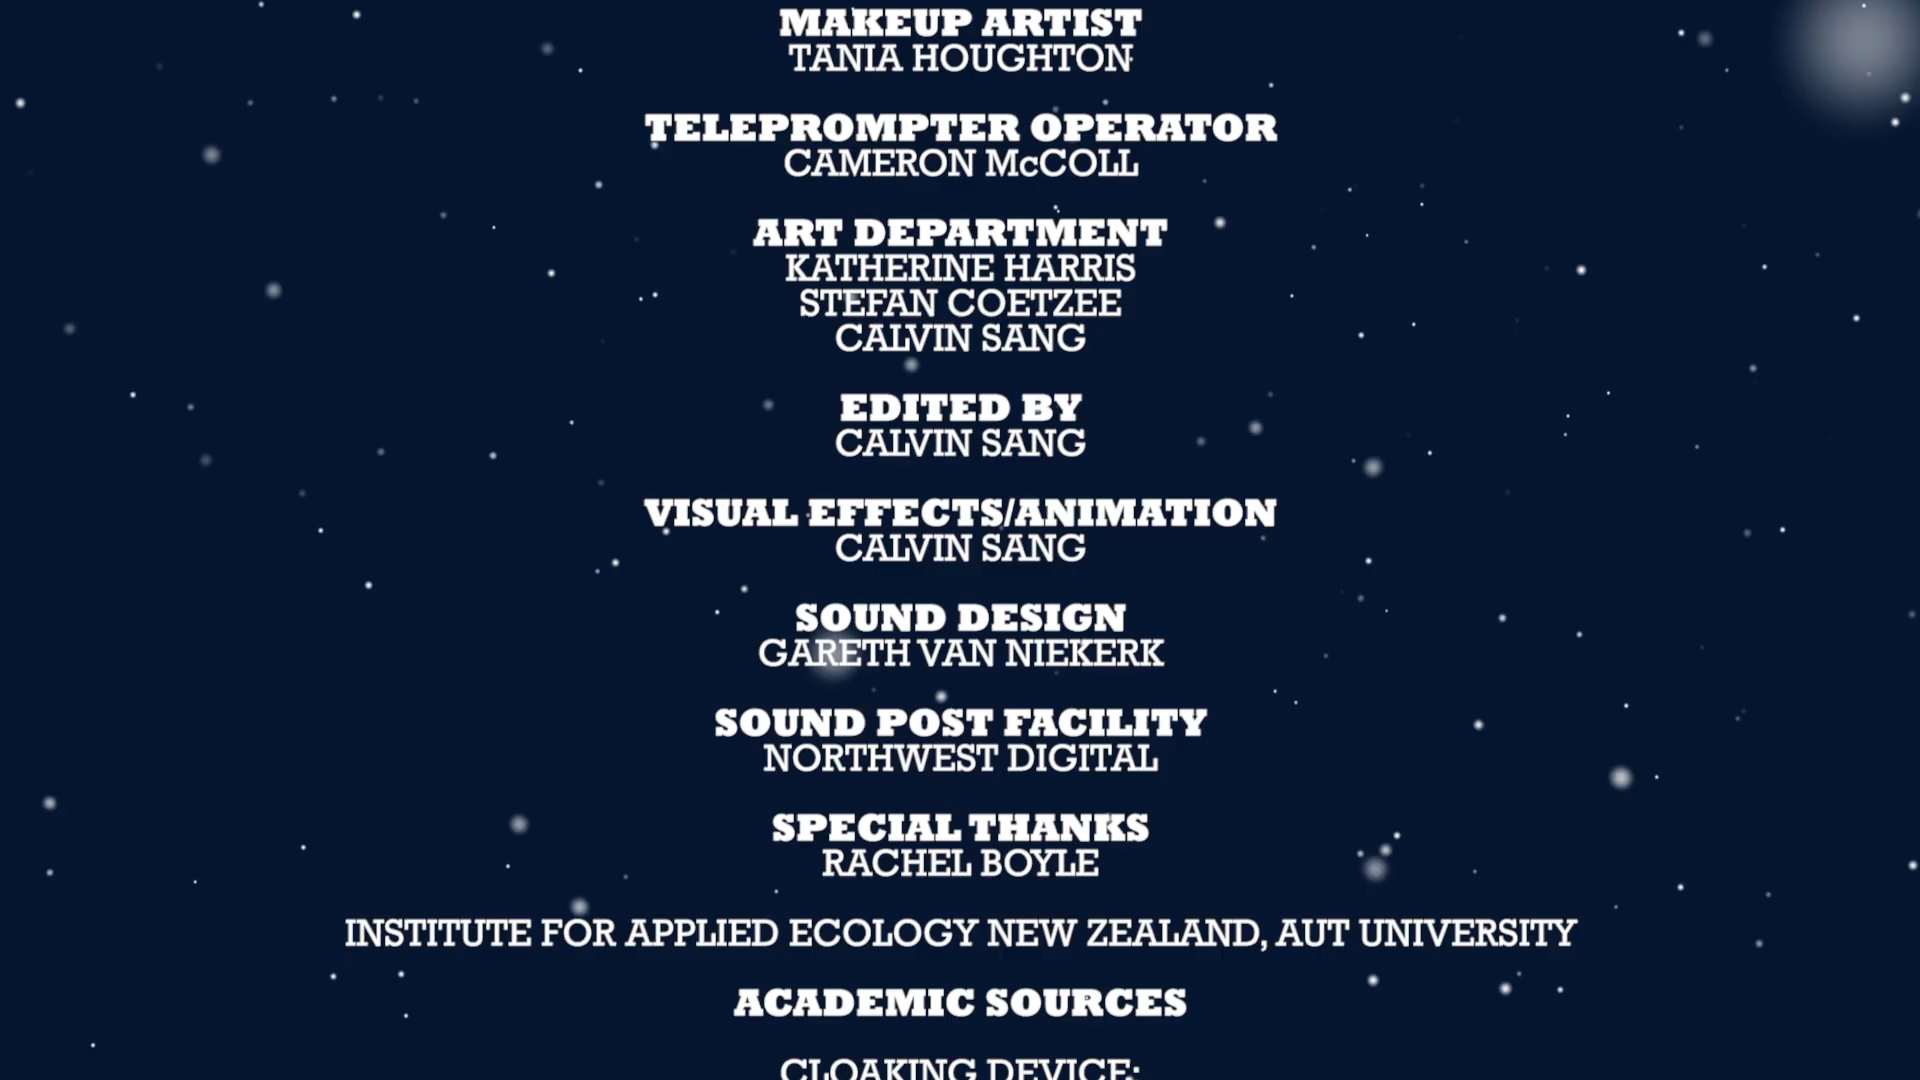 MAKEUP ARTIST
TANIA HOUGHTON
TELEPROMPTER OPERATOR
CAMERON McCOLL
ART DEPARTMENT
KATHERINE HARRIS
STEFAN COETZEE
CALVIN SANG
EDITED BY
CALVIN SANG
VISUAL EFFECTS/ANIMATION
CALVIN SANG
SOUND DESIGN
GARETH VAN NIEKERK
SOUND POST FACILITY
NORTHWEST DIGITAL
SPECIAL THANKS
RACHEL BOYLE
INSTITUTE FOR APPLIED ECOLOGY NEW ZEALAND, AUT UNIVERSITY
ACADEMIC SOURCES
CLOAKING DEVICE: